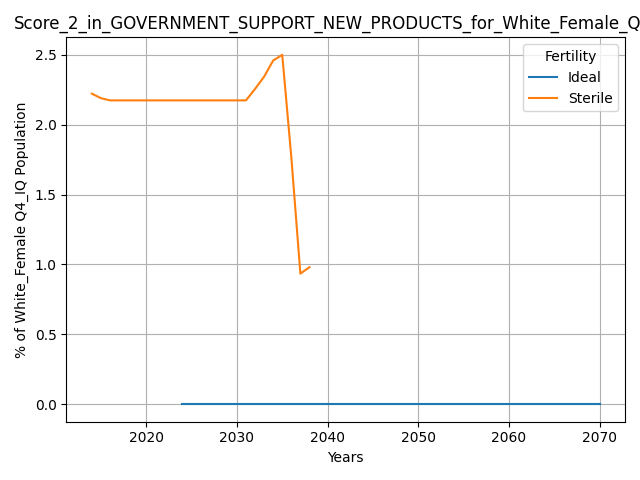 Score_2_in_GOVERNMENT_SUPPORT_NEW_PRODUCTS_for_White_Female_Q
Fertility
Ideal
Sterile
% of White_Female Q4_IQ Population
2.5
2.0
1.5
1.0
0.5
0.0
2020 2030 2040 2050 2060 2070
Years